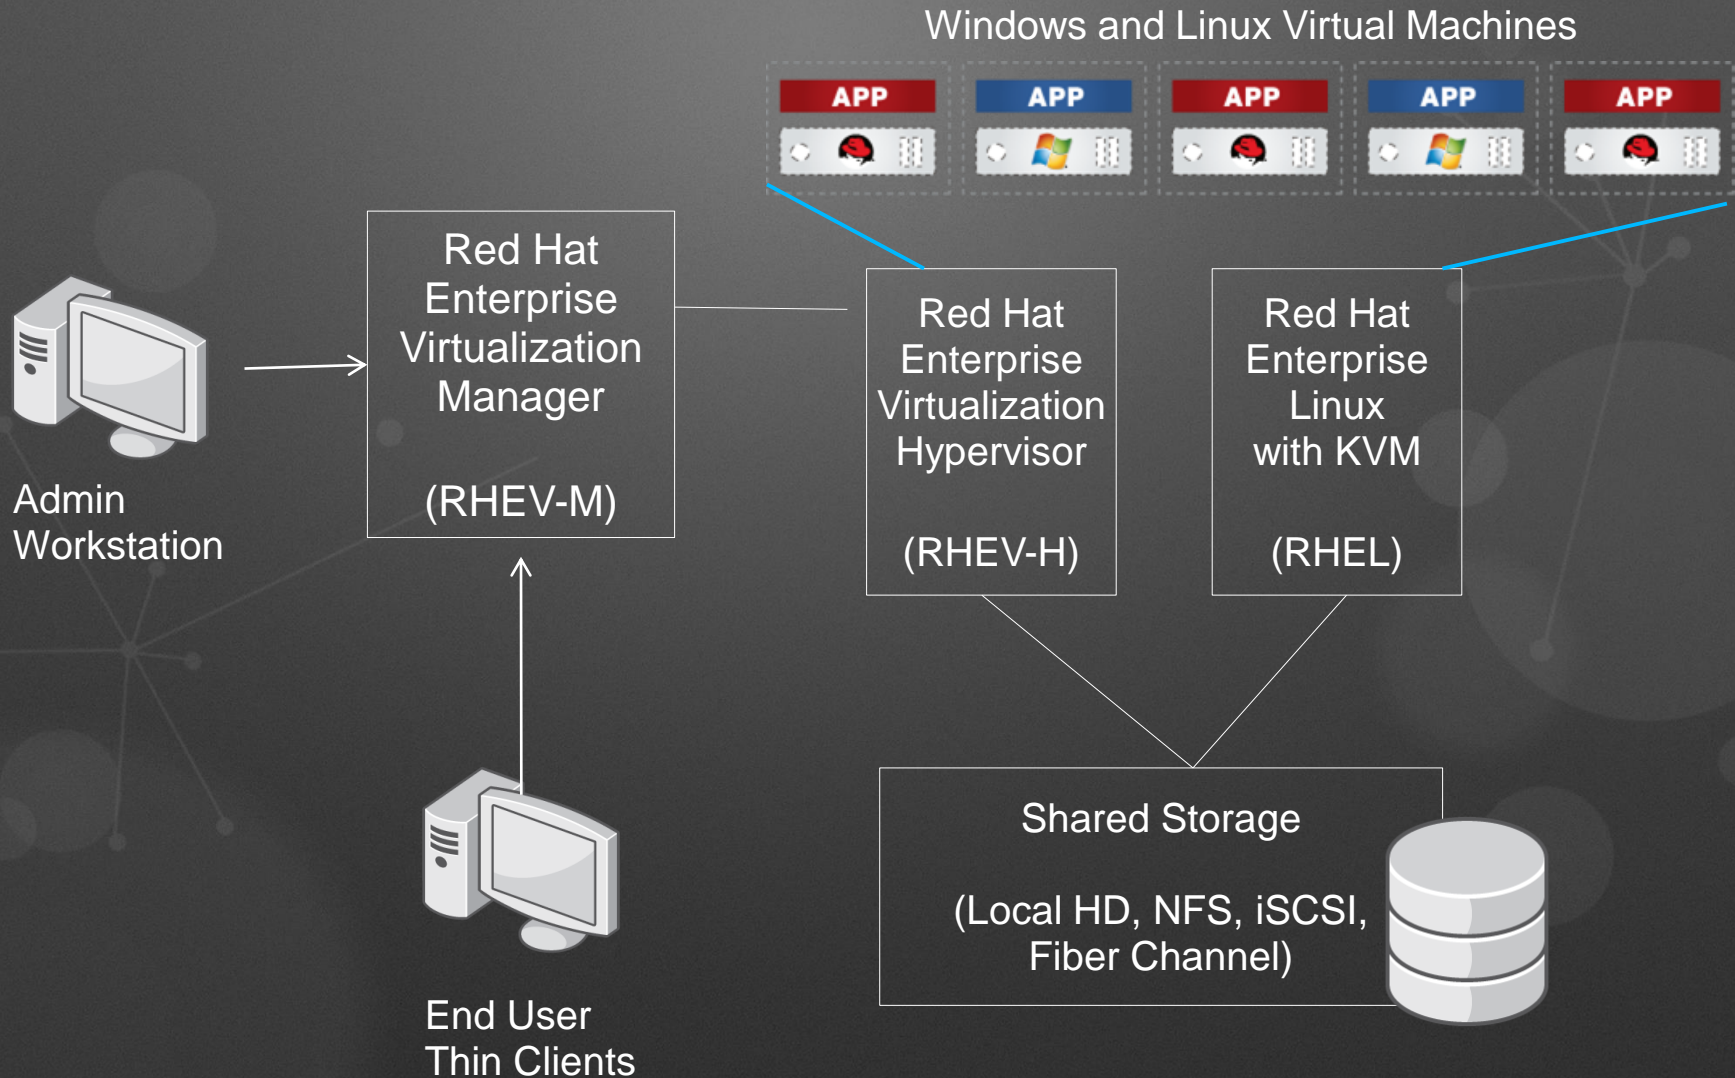 Windows and Linux Virtual Machines
APP
APP
APP
APP
APP
Red Hat
Enterprise
Virtualization
Manager
(RHEV-M)
Red Hat
Enterprise
Virtualization
Hypervisor
(RHEV-H)
Red Hat
Enterprise
Linux
with KVM
(RHEL)
Admin
Workstation
Shared Storage
(Local HD, NFS, iSCSI,
Fiber Channel)
End User
Thin Clients